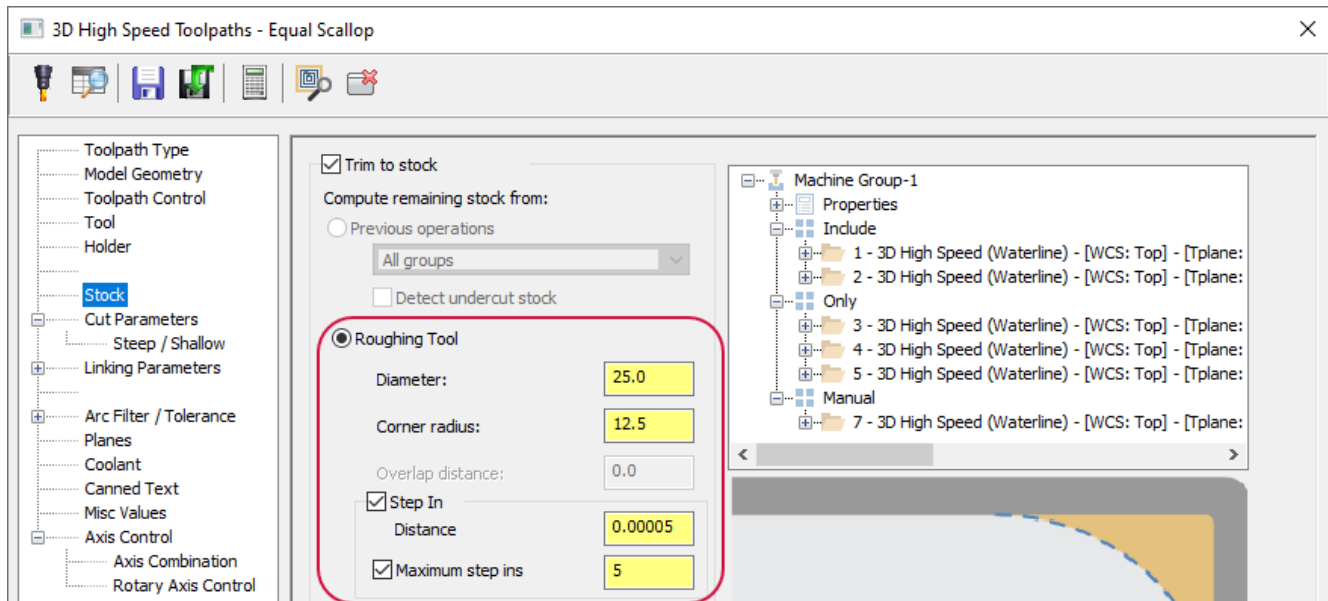 3D High Speed Toolpaths - Equal Scallop
Toolpath Type
Model Geometry
Toolpath Control
Tool
Holder
Stock
Cut Parameters
Steep / Shallow
Linking Parameters
Arc Filter / Tolerance
Planes
Coolant
Canned Text
Misc Values
Axis Control
Axis Combination
Rotary Axis Control
Trim to stock
Compute remaining stock from:
Previous operations
All groups
Detect undercut stock
Roughing Tool
Diameter: 25.0
Corner radius: 12.5
Overlap distance: 0.0
Step In
Distance 0.00005
Maximum step ins 5
Machine Group-1
Properties
Include
1 - 3D High Speed (Waterline) - [WCS: Top] - [Tplane:
2 - 3D High Speed (Waterline) - [WCS: Top] - [Tplane:
Only
3 - 3D High Speed (Waterline) - [WCS: Top] - [Tplane:
4 - 3D High Speed (Waterline) - [WCS: Top] - [Tplane:
5 - 3D High Speed (Waterline) - [WCS: Top] - [Tplane:
Manual
7 - 3D High Speed (Waterline) - [WCS: Top] - [Tplane: